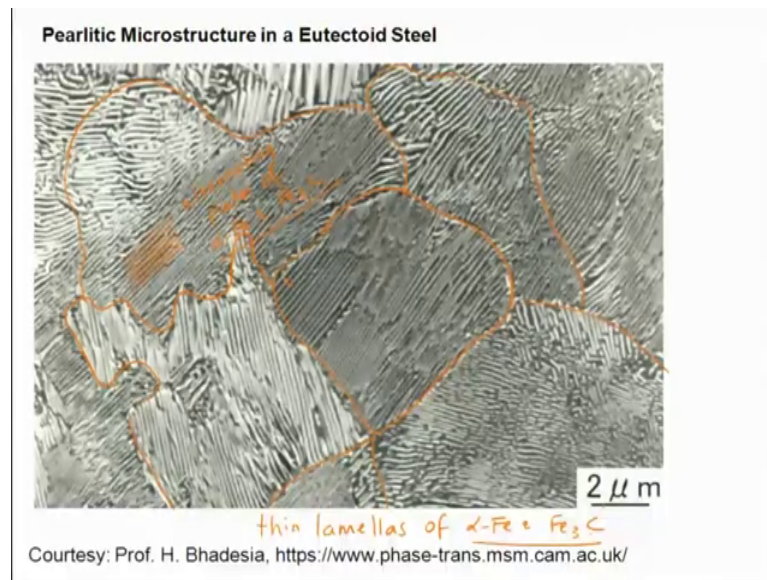 Pearlitic Microstructure in a Eutectoid Steel
2 μm
thin lamellas of α-Fe & Fe₃C
Courtesy: Prof. H. Bhadesia, https://www.phase-trans.msm.cam.ac.uk/